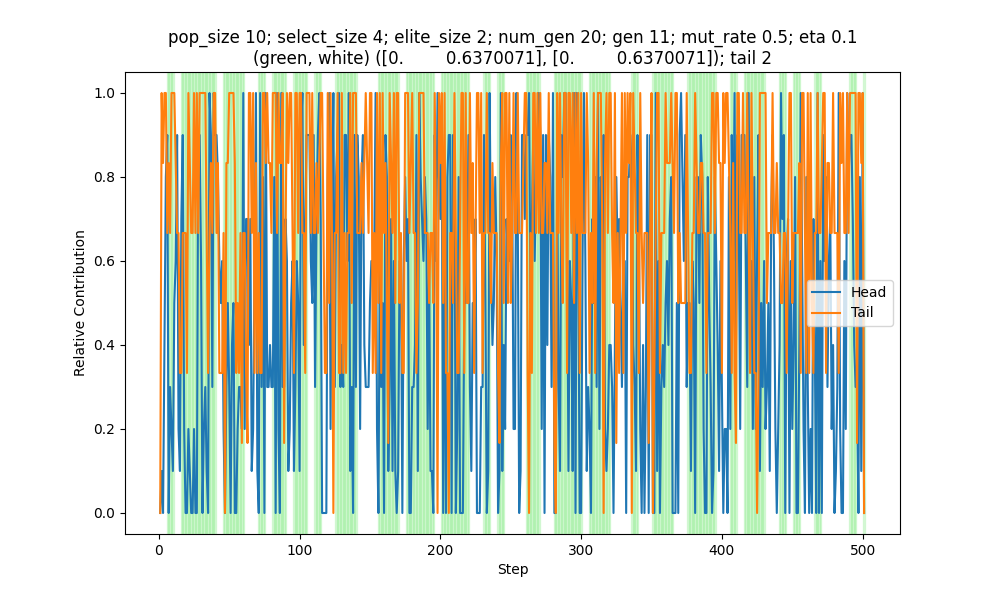 pop_size 10; select_size 4; elite_size 2; num_gen 20; gen 11; mut_rate 0.5; eta 0.1
(green, white) ([0. 0.6370071], [0. 0.6370071]); tail 2
1.0
0.8
0.6
0.4
0.2
0.0
Relative Contribution
Head
Tail
0 100 200 300 400 500
Step